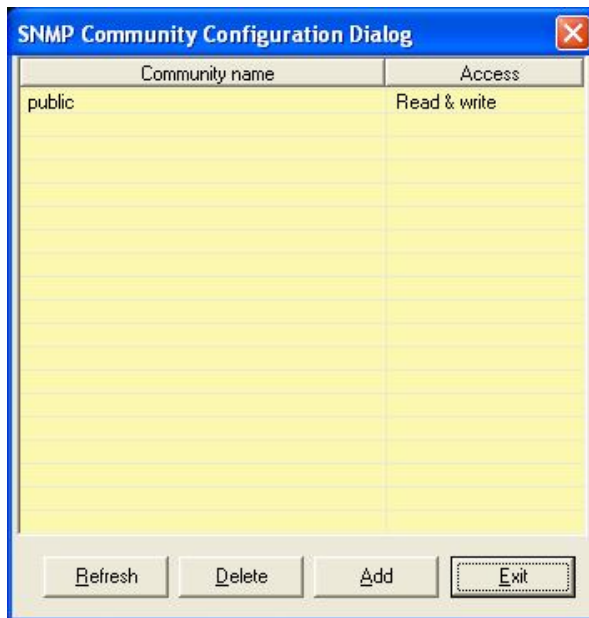 SNMP Community Configuration Dialog
Community name Access
public Read & write
Refresh Delete Add Exit